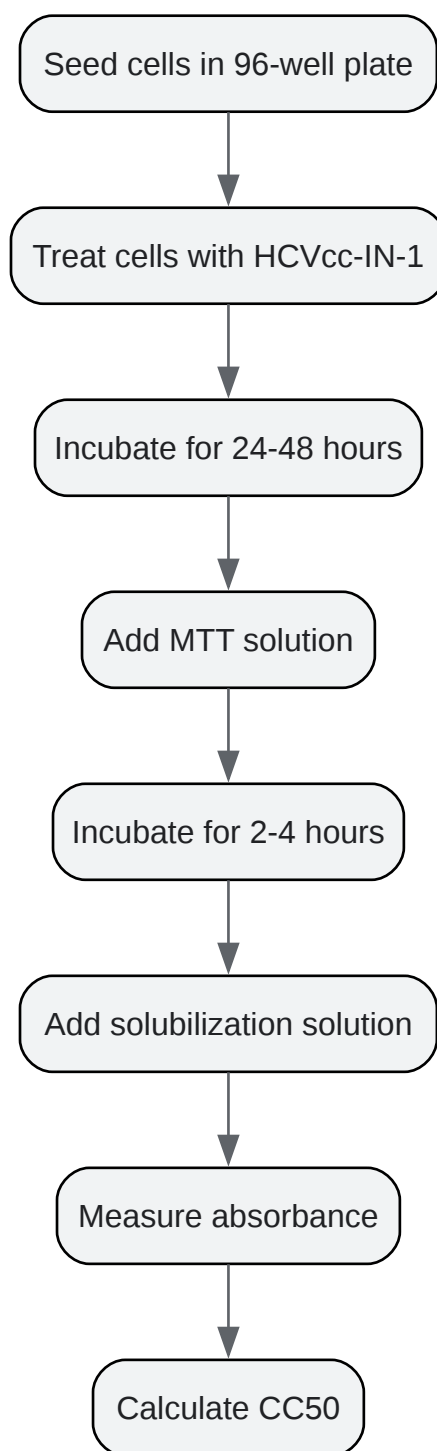 Seed cells in 96-well plate
Treat cells with HCVcc-IN-1
Incubate for 24-48 hours
Add MTT solution
Incubate for 2-4 hours
Add solubilization solution
Measure absorbance
Calculate CC50